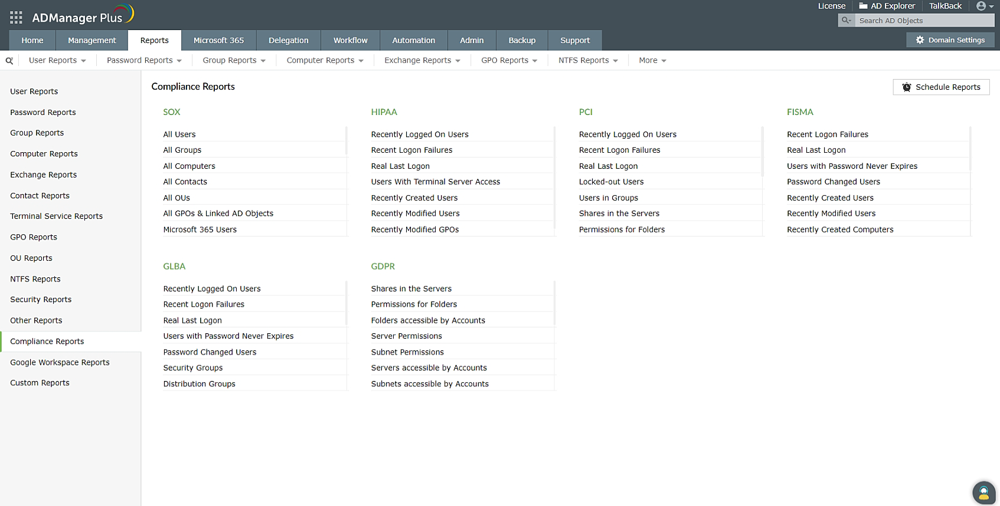 License
AD Explorer
TalkBack
ADManager Plus
Search AD Objects
Home
Management
Reports
Microsoft 365
Delegation
Workflow
Automation
Admin
Backup
Support
Domain Settings
User Reports
Password Reports
Group Reports
Computer Reports
Exchange Reports
GPO Reports
NTFS Reports
More
User Reports
Password Reports
Group Reports
Computer Reports
Exchange Reports
Contact Reports
Terminal Service Reports
GPO Reports
OU Reports
NTFS Reports
Security Reports
Other Reports
Compliance Reports
Google Workspace Reports
Custom Reports
Compliance Reports
Schedule Reports
SOX
All Users
All Groups
All Computers
All Contacts
All OUs
All GPOs & Linked AD Objects
Microsoft 365 Users
HIPAA
Recently Logged On Users
Recent Logon Failures
Real Last Logon
Users With Terminal Server Access
Recently Created Users
Recently Modified Users
Recently Modified GPOs
PCI
Recently Logged On Users
Recent Logon Failures
Real Last Logon
Locked-out Users
Users in Groups
Shares in the Servers
Permissions for Folders
FISMA
Recent Logon Failures
Real Last Logon
Users with Password Never Expires
Password Changed Users
Recently Created Users
Recently Modified Users
Recently Created Computers
GLBA
Recently Logged On Users
Recent Logon Failures
Real Last Logon
Users with Password Never Expires
Password Changed Users
Security Groups
Distribution Groups
GDPR
Shares in the Servers
Permissions for Folders
Folders accessible by Accounts
Server Permissions
Subnet Permissions
Servers accessible by Accounts
Subnets accessible by Accounts